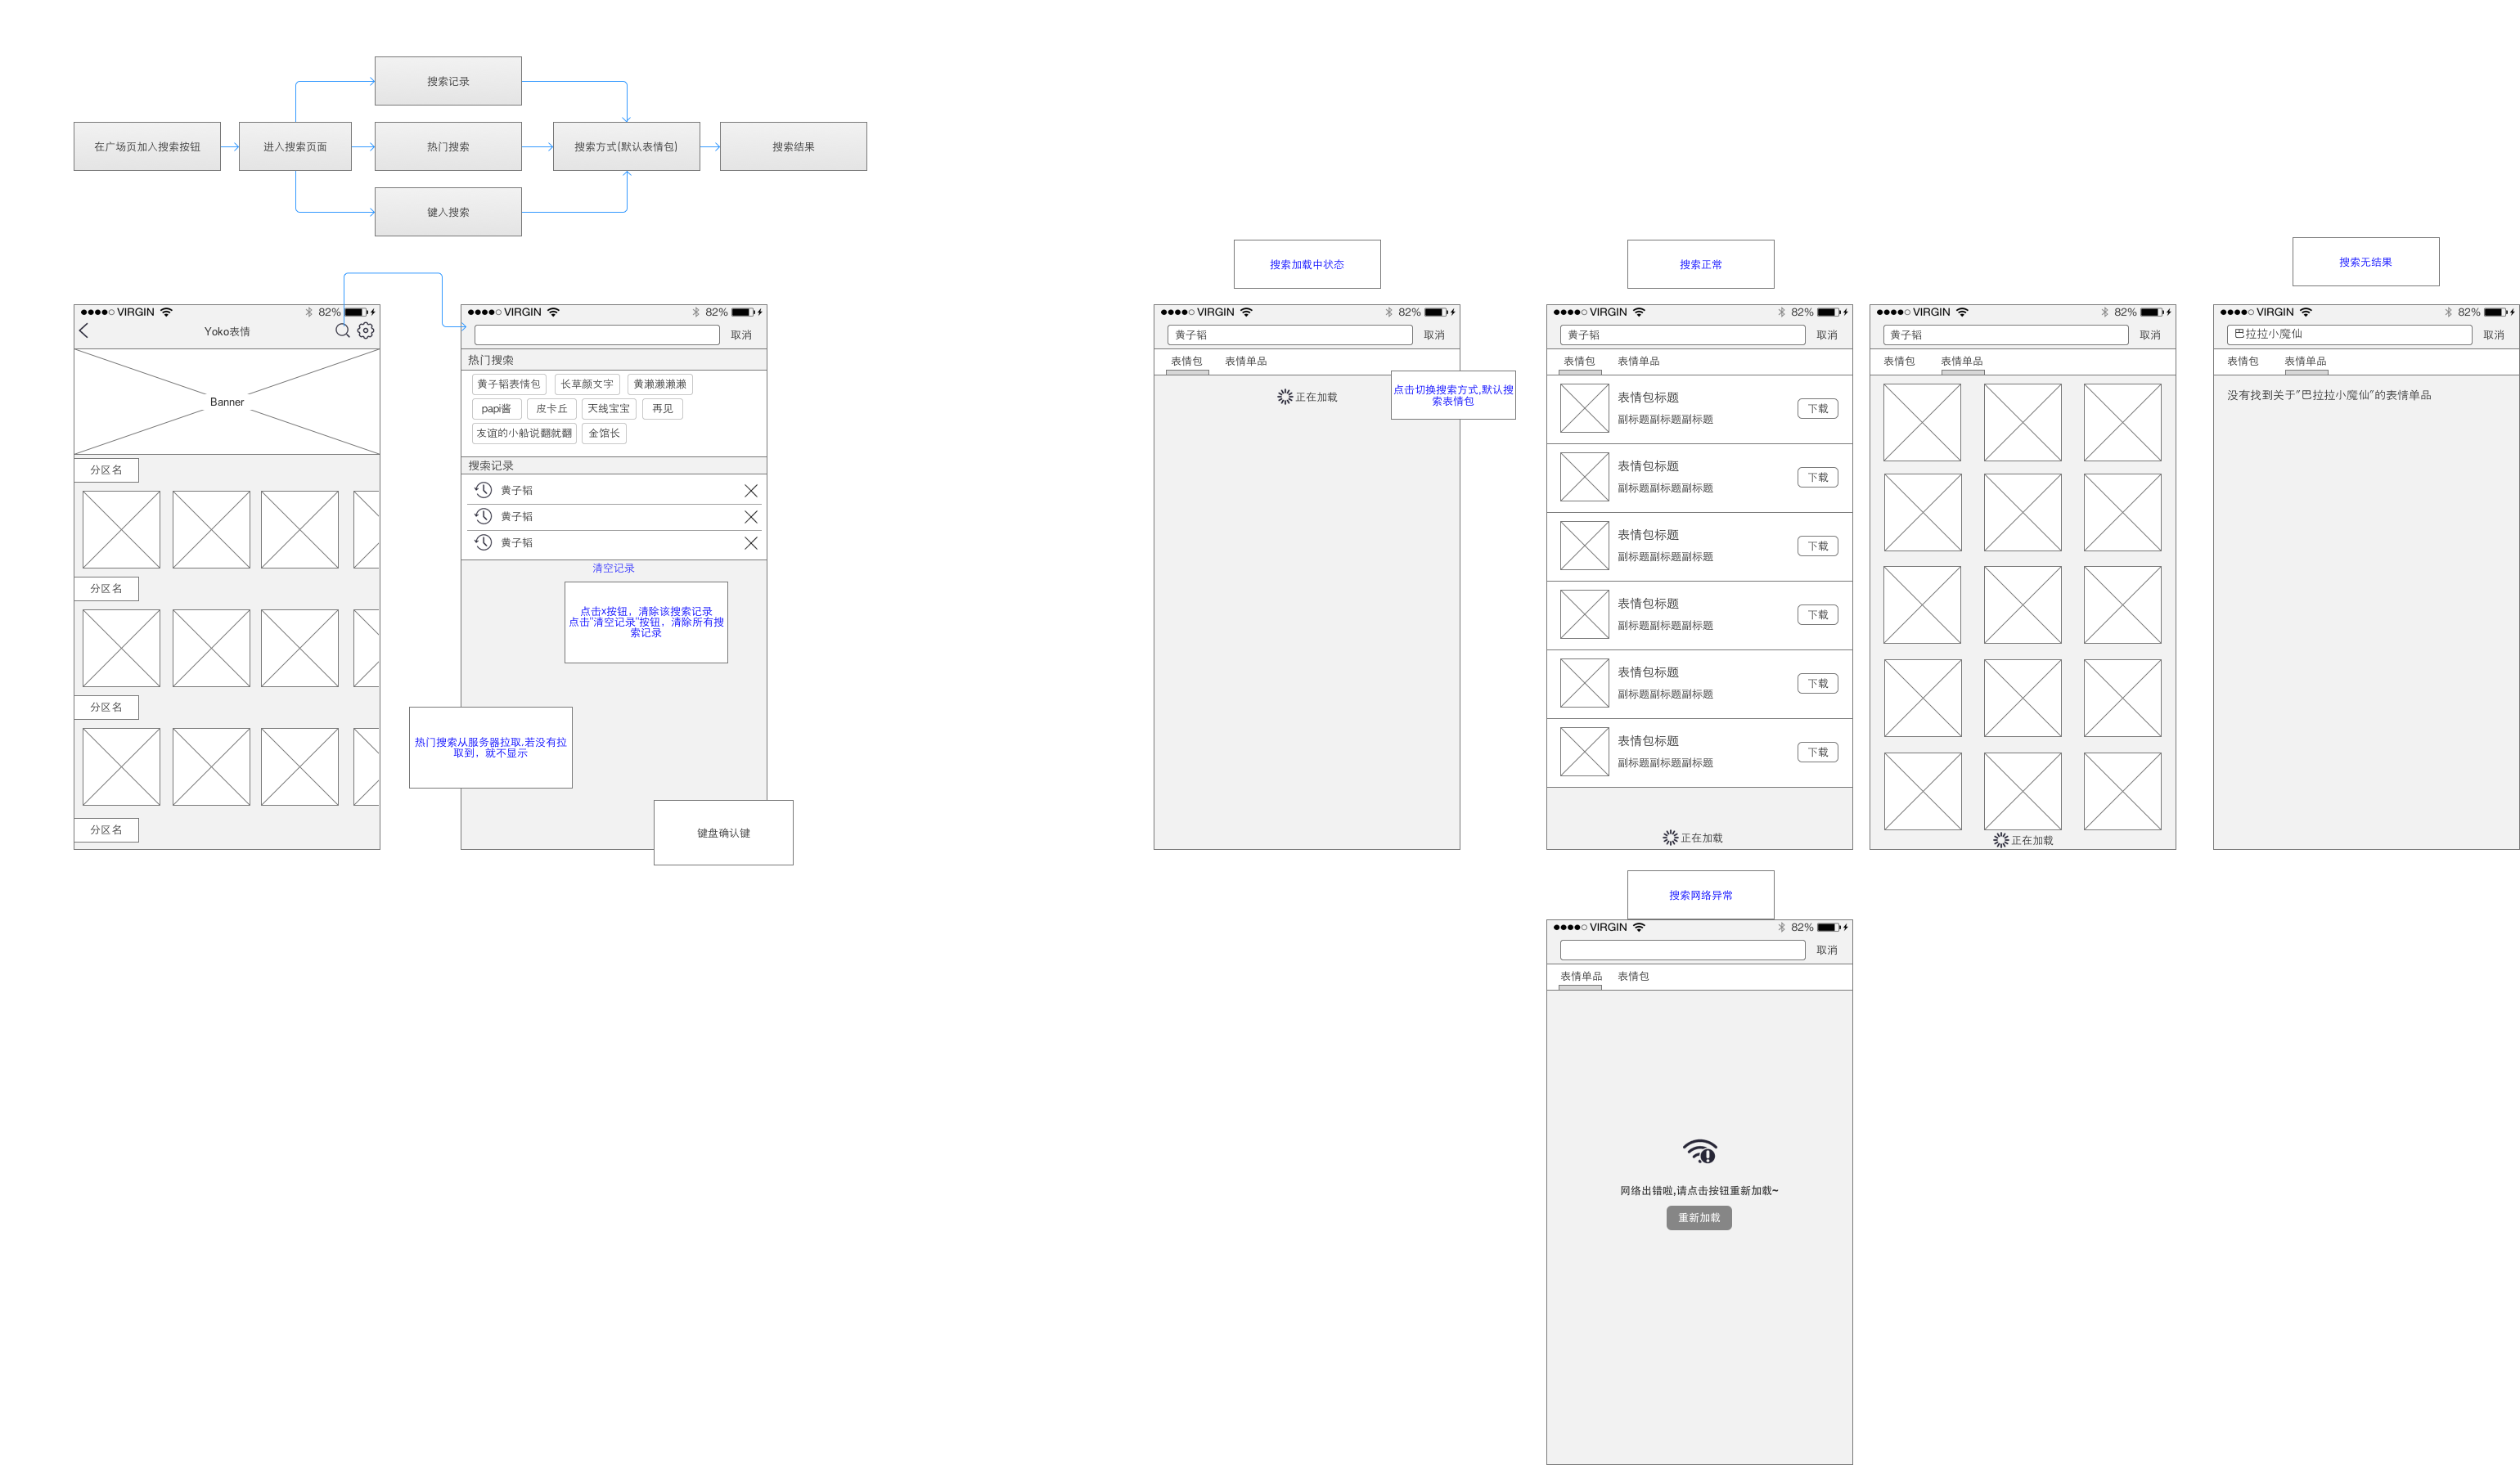 搜索记录
在广场页加入搜索按钮
进入搜索页面
热门搜索
搜索方式(默认表情包)
搜索结果
键入搜索
●●●●○ VIRGIN
82%
Yoko表情
Banner
分区名
分区名
分区名
分区名
VIRGIN
82%
取消
热门搜索
黄子韬表情包
长草颜文字
黄濑濑濑濑
papi酱
皮卡丘
天线宝宝
再见
友谊的小船说翻就翻
金馆长
搜索记录
黄子韬
黄子韬
黄子韬
清空记录
点击x按钮，清除该搜索记录
点击"清空记录"按钮，清除所有搜
索记录
热门搜索从服务器拉取,若没有拉
取到，就不显示
键盘确认键
搜索加载中状态
VIRGIN
82%
黄子韬
取消
表情包
表情单品
正在加载
点击切换搜索方式,默认搜
索表情包
搜索正常
VIRGIN
82%
黄子韬
取消
表情包
表情单品
表情包标题
副标题副标题副标题
下载
表情包标题
副标题副标题副标题
下载
表情包标题
副标题副标题副标题
下载
表情包标题
副标题副标题副标题
下载
表情包标题
副标题副标题副标题
下载
表情包标题
副标题副标题副标题
下载
正在加载
VIRGIN
82%
黄子韬
取消
表情包
表情单品
正在加载
搜索无结果
VIRGIN
82%
巴拉拉小魔仙
取消
表情包
表情单品
没有找到关于"巴拉拉小魔仙"的表情单品
搜索网络异常
VIRGIN
82%
取消
表情单品
表情包
网络出错啦,请点击按钮重新加载~
重新加载